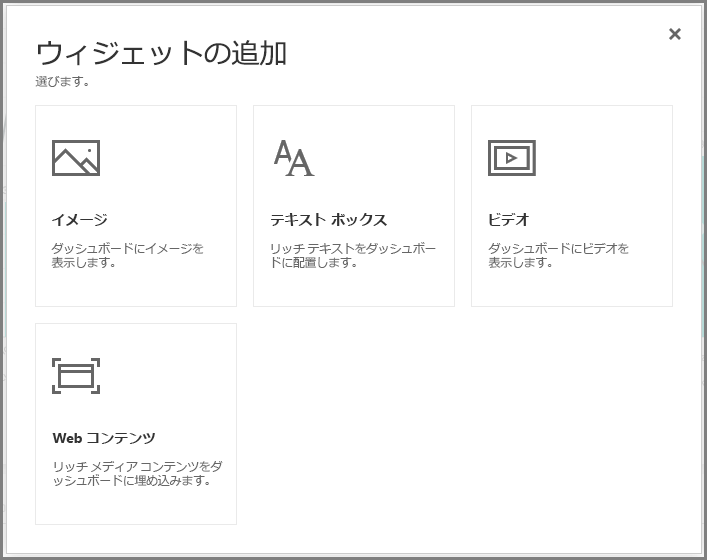 ウィジェットの追加
選びます。
イメージ
ダッシュボードにイメージを
表示します。
テキスト ボックス
リッチ テキストをダッシュボー
ドに配置します。
ビデオ
ダッシュボードにビデオを
表示します。
Web コンテンツ
リッチ メディア コンテンツをダ
ッシュボードに埋め込みます。